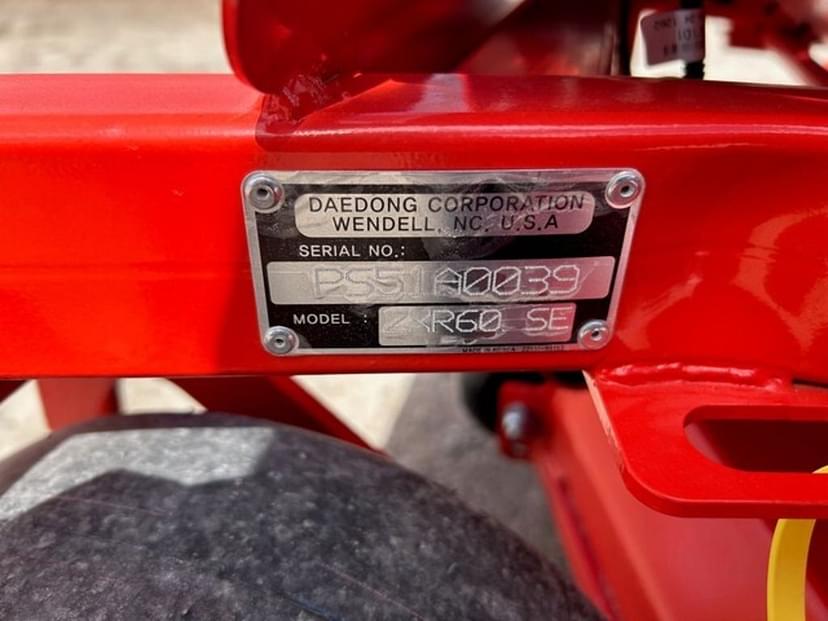 DAEDONG CORPORATION
WENDELL, NC, U.S.A
SERIAL NO.:
PS51A0039
MODEL : ZXR60 SE